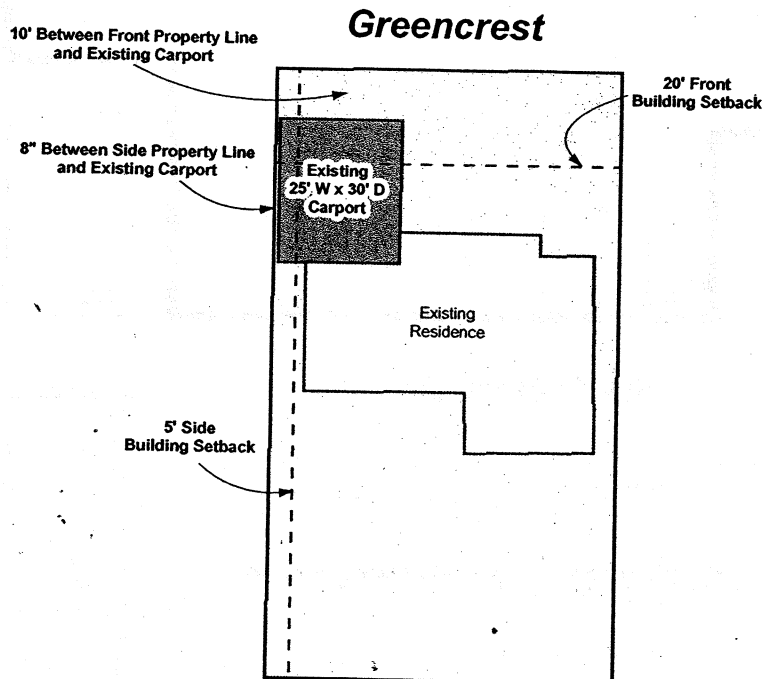 Greencrest
10' Between Front Property Line
and Existing Carport
20' Front
Building Setback
8" Between Side Property Line
and Existing Carport
Existing
25' W x 30' D
Carport
Existing
Residence
5' Side
Building Setback